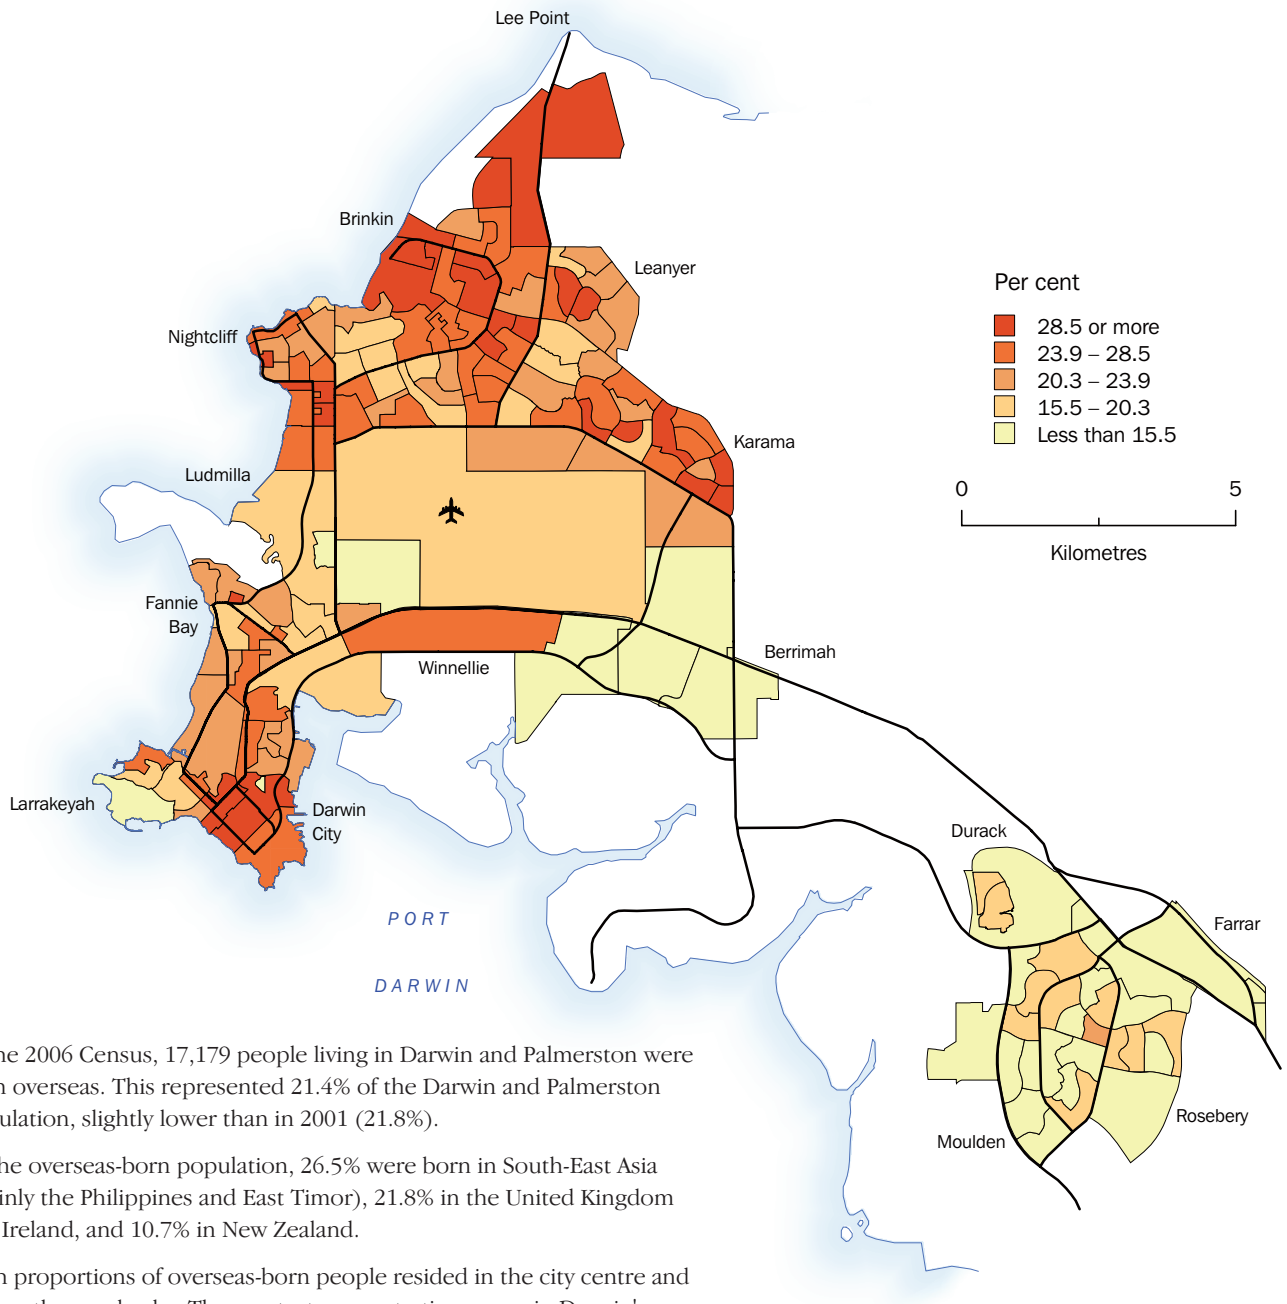 Lee Point
Brinkin
Leanyer
Per cent
28.5 or more
23.9 – 28.5
20.3 – 23.9
15.5 – 20.3
Less than 15.5
Nightcliff
Karama
Ludmilla
0 5
Kilometres
Fannie
Bay
Berrimah
Winnellie
Larrakeyah
Darwin
City
Durack
PORT
DARWIN
Farrar
Rosebery
Moulden
2006 Census, 17,179 people living in Darwin and Palmerston were
overseas. This represented 21.4% of the Darwin and Palmerston
slightly lower than in 2001 (21.8%).
overseas-born population, 26.5% were born in South-East Asia
the Philippines and East Timor), 21.8% in the United Kingdom
Ireland, and 10.7% in New Zealand.
proportions of overseas-born people resided in the city centre and